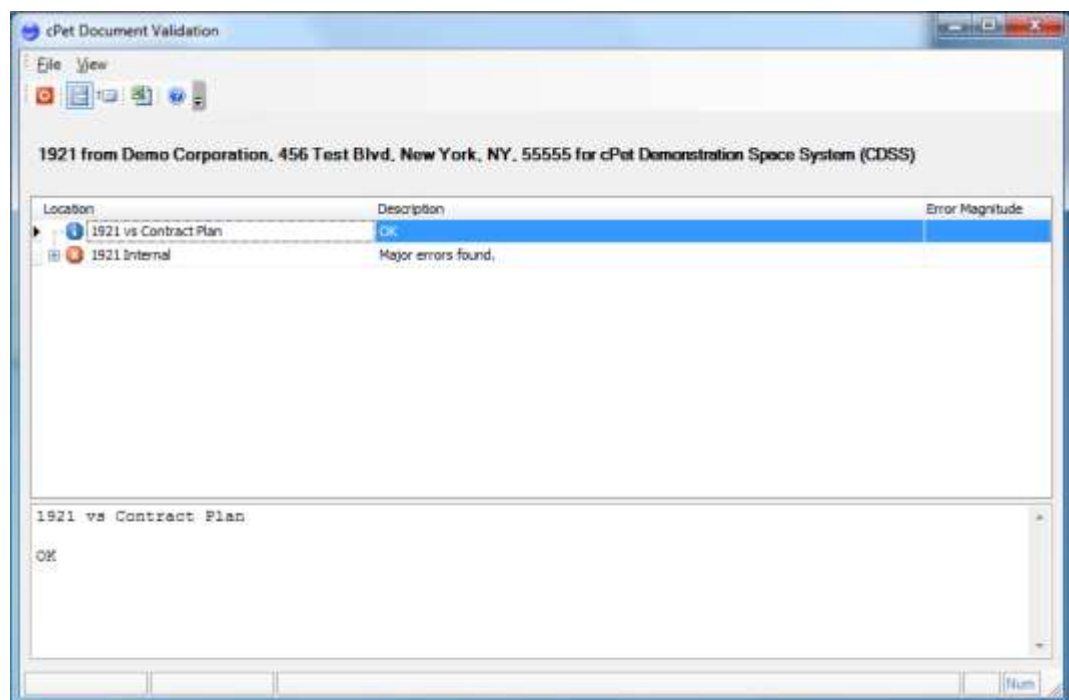 cPet Document Validation
File View
1921 from Demo Corporation, 456 Test Blvd, New York, NY, 55555 for cPet Demonstration Space System (CDSS)
Location Description Error Magnitude
1921 vs Contract Plan OK
1921 Internal Major errors found.
1921 vs Contract Plan
OK
Num